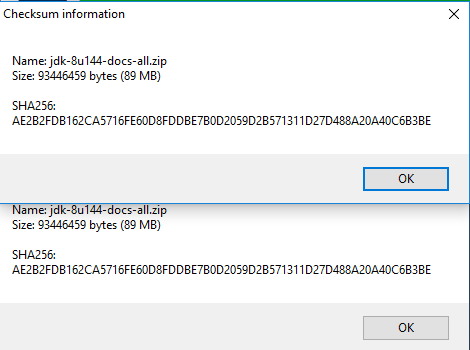 Checksum information
Name: jdk-8u144-docs-all.zip
Size: 93446459 bytes (89 MB)
SHA256:
AE2B2FDB162CA5716FE60D8FDDBE7B0D2059D2B571311D27D488A20A40C6B3BE
OK
Name: jdk-8u144-docs-all.zip
Size: 93446459 bytes (89 MB)
SHA256:
AE2B2FDB162CA5716FE60D8FDDBE7B0D2059D2B571311D27D488A20A40C6B3BE
OK